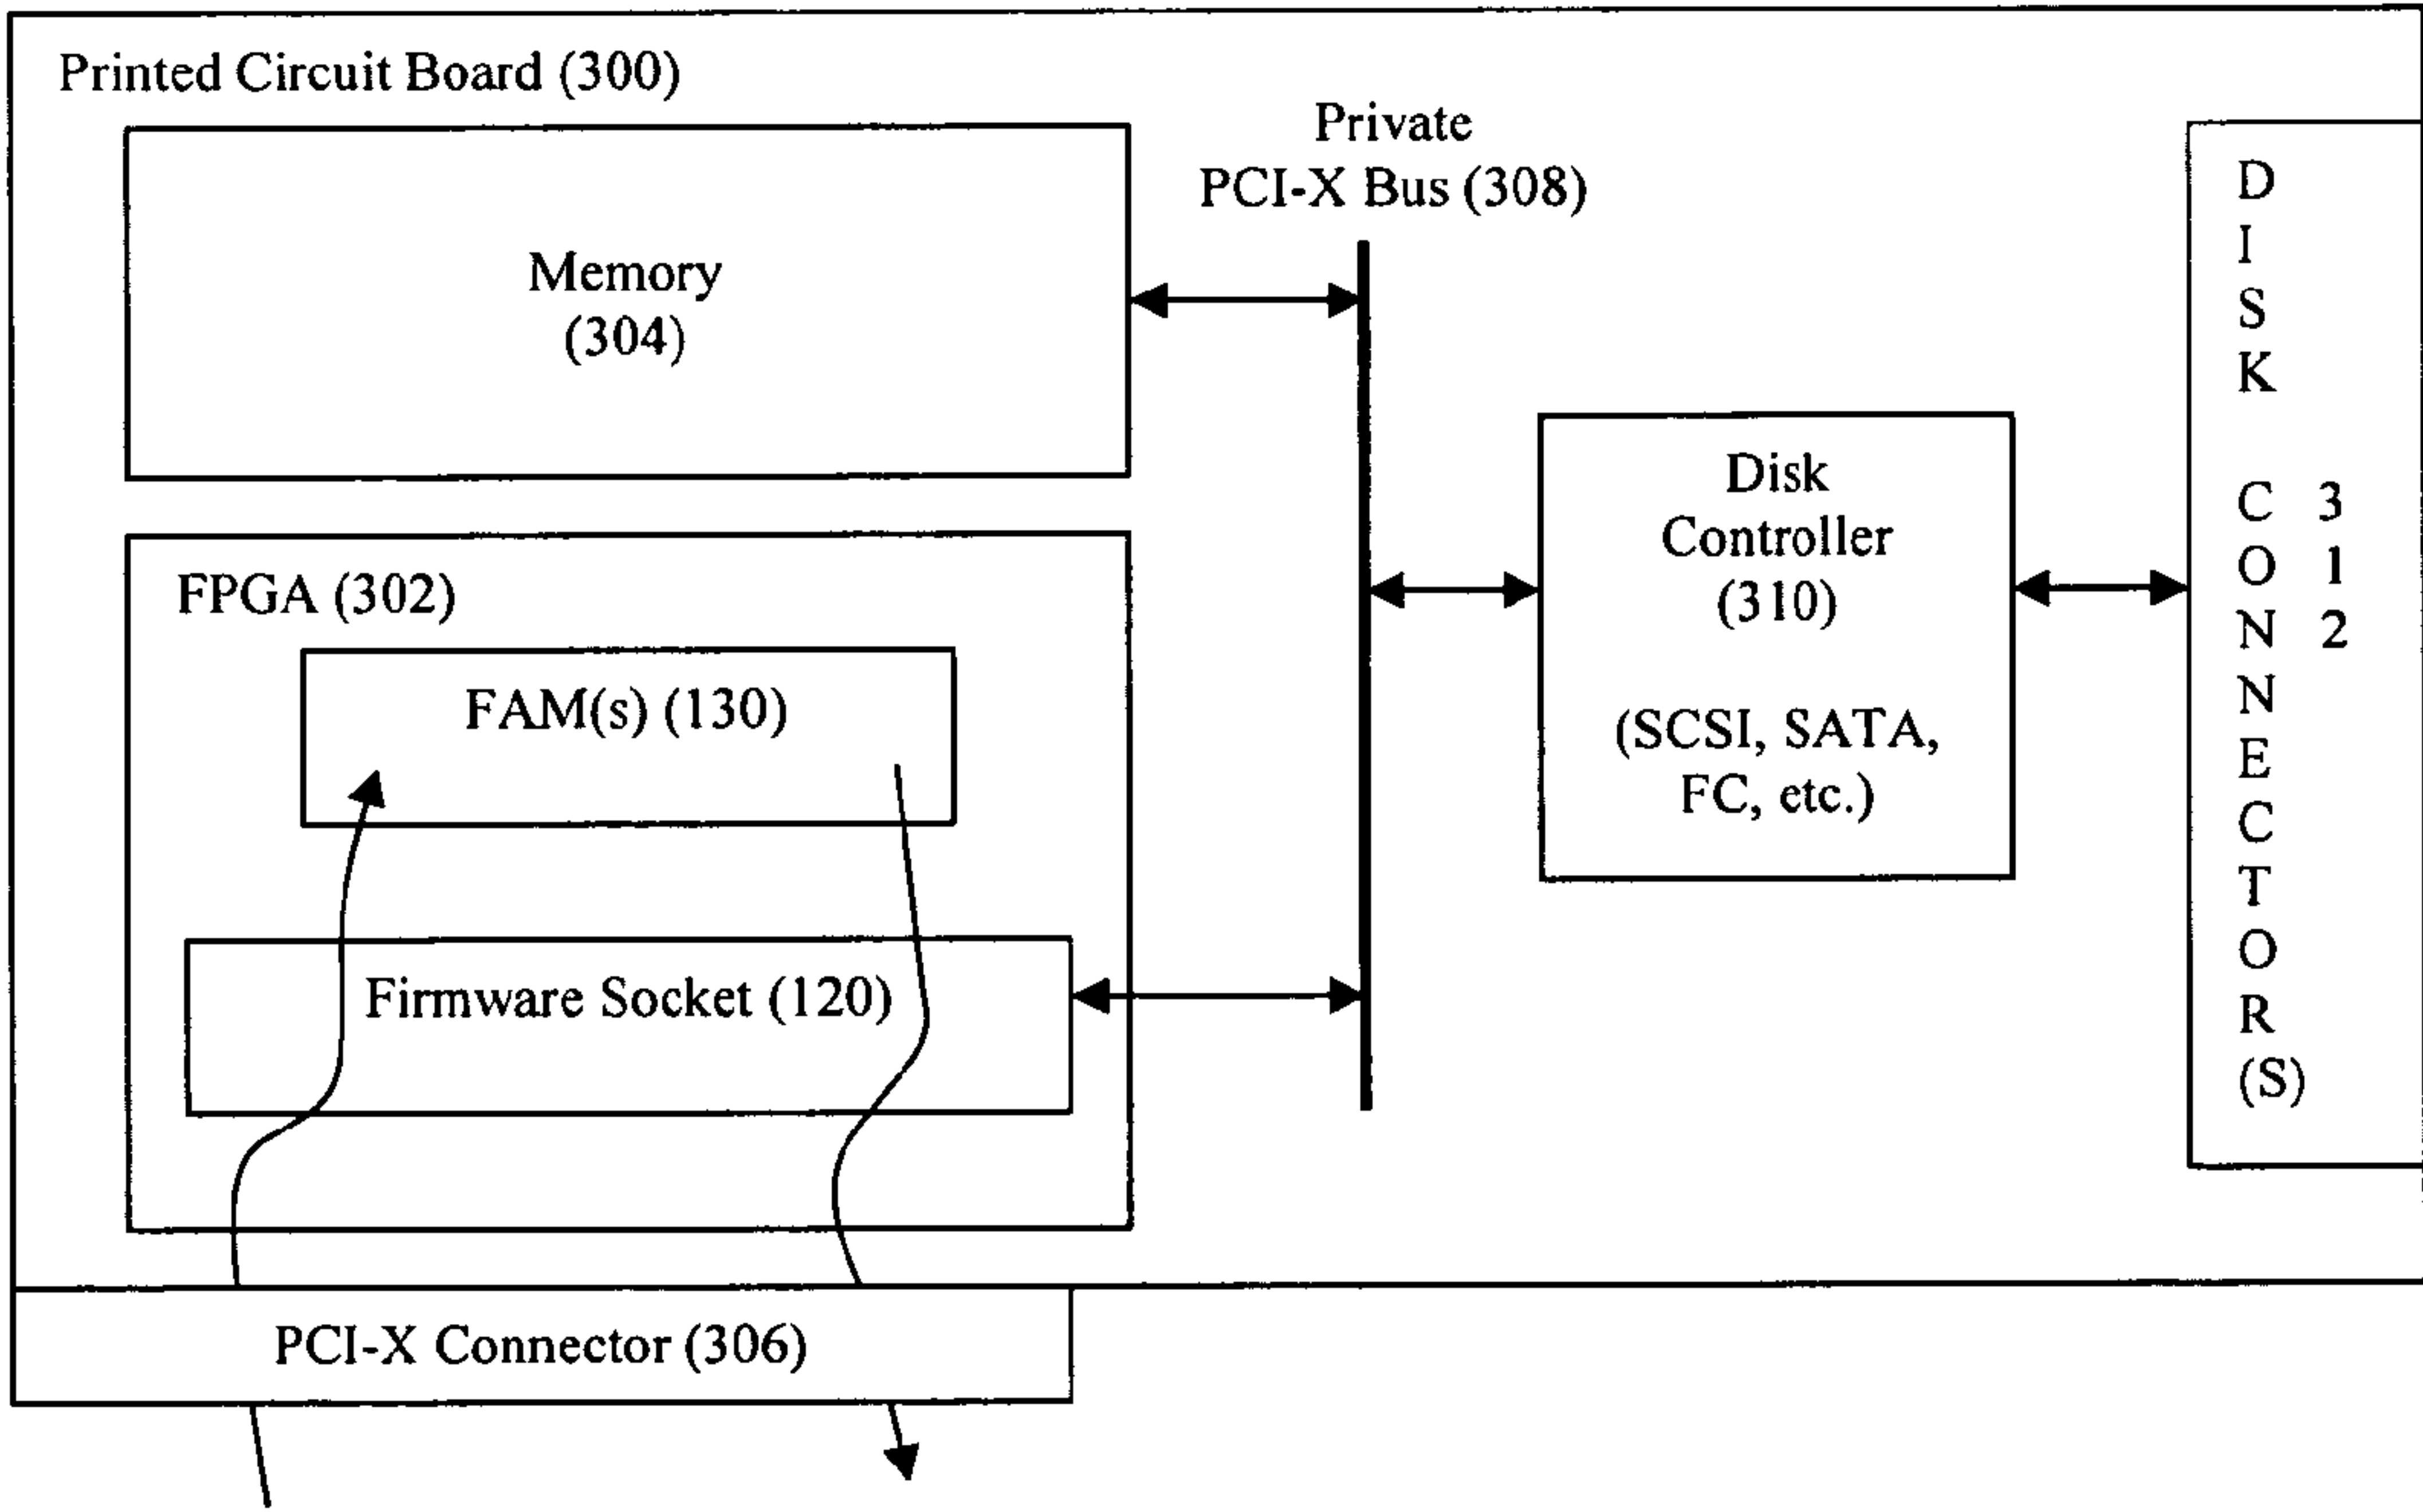 Printed Circuit Board (300)
Private
PCI-X Bus (308)
Memory
(304)
FPGA (302)
FAM(s) (130)
Firmware Socket (120)
PCI-X Connector (306)
Disk
Controller
(310)
(SCSI, SATA,
FC, etc.)
DISK CONNECTOR(S)
312